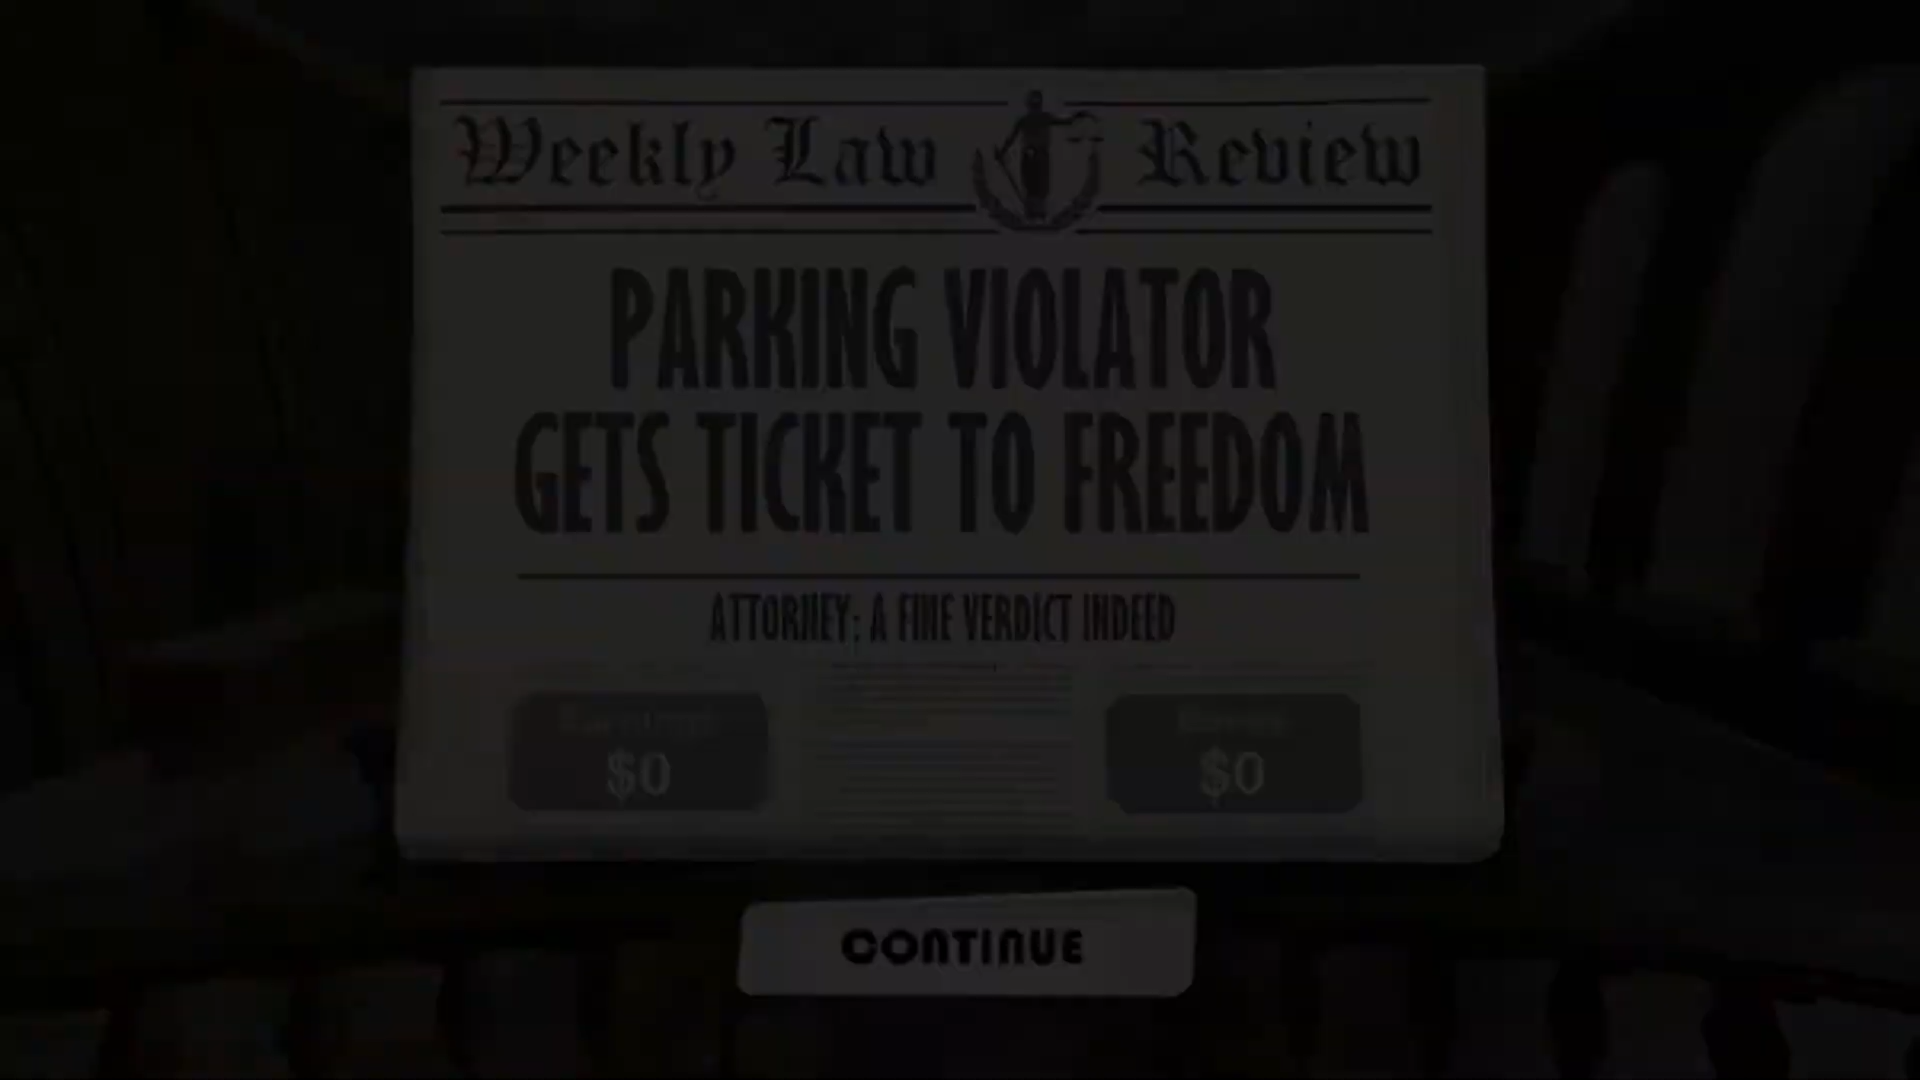 Weekly Law Review
PARKING VIOLATOR
GETS TICKET TO FREEDOM
ATTORNEY: A FINE VERDICT INDEED
$0
$0
CONTINUE